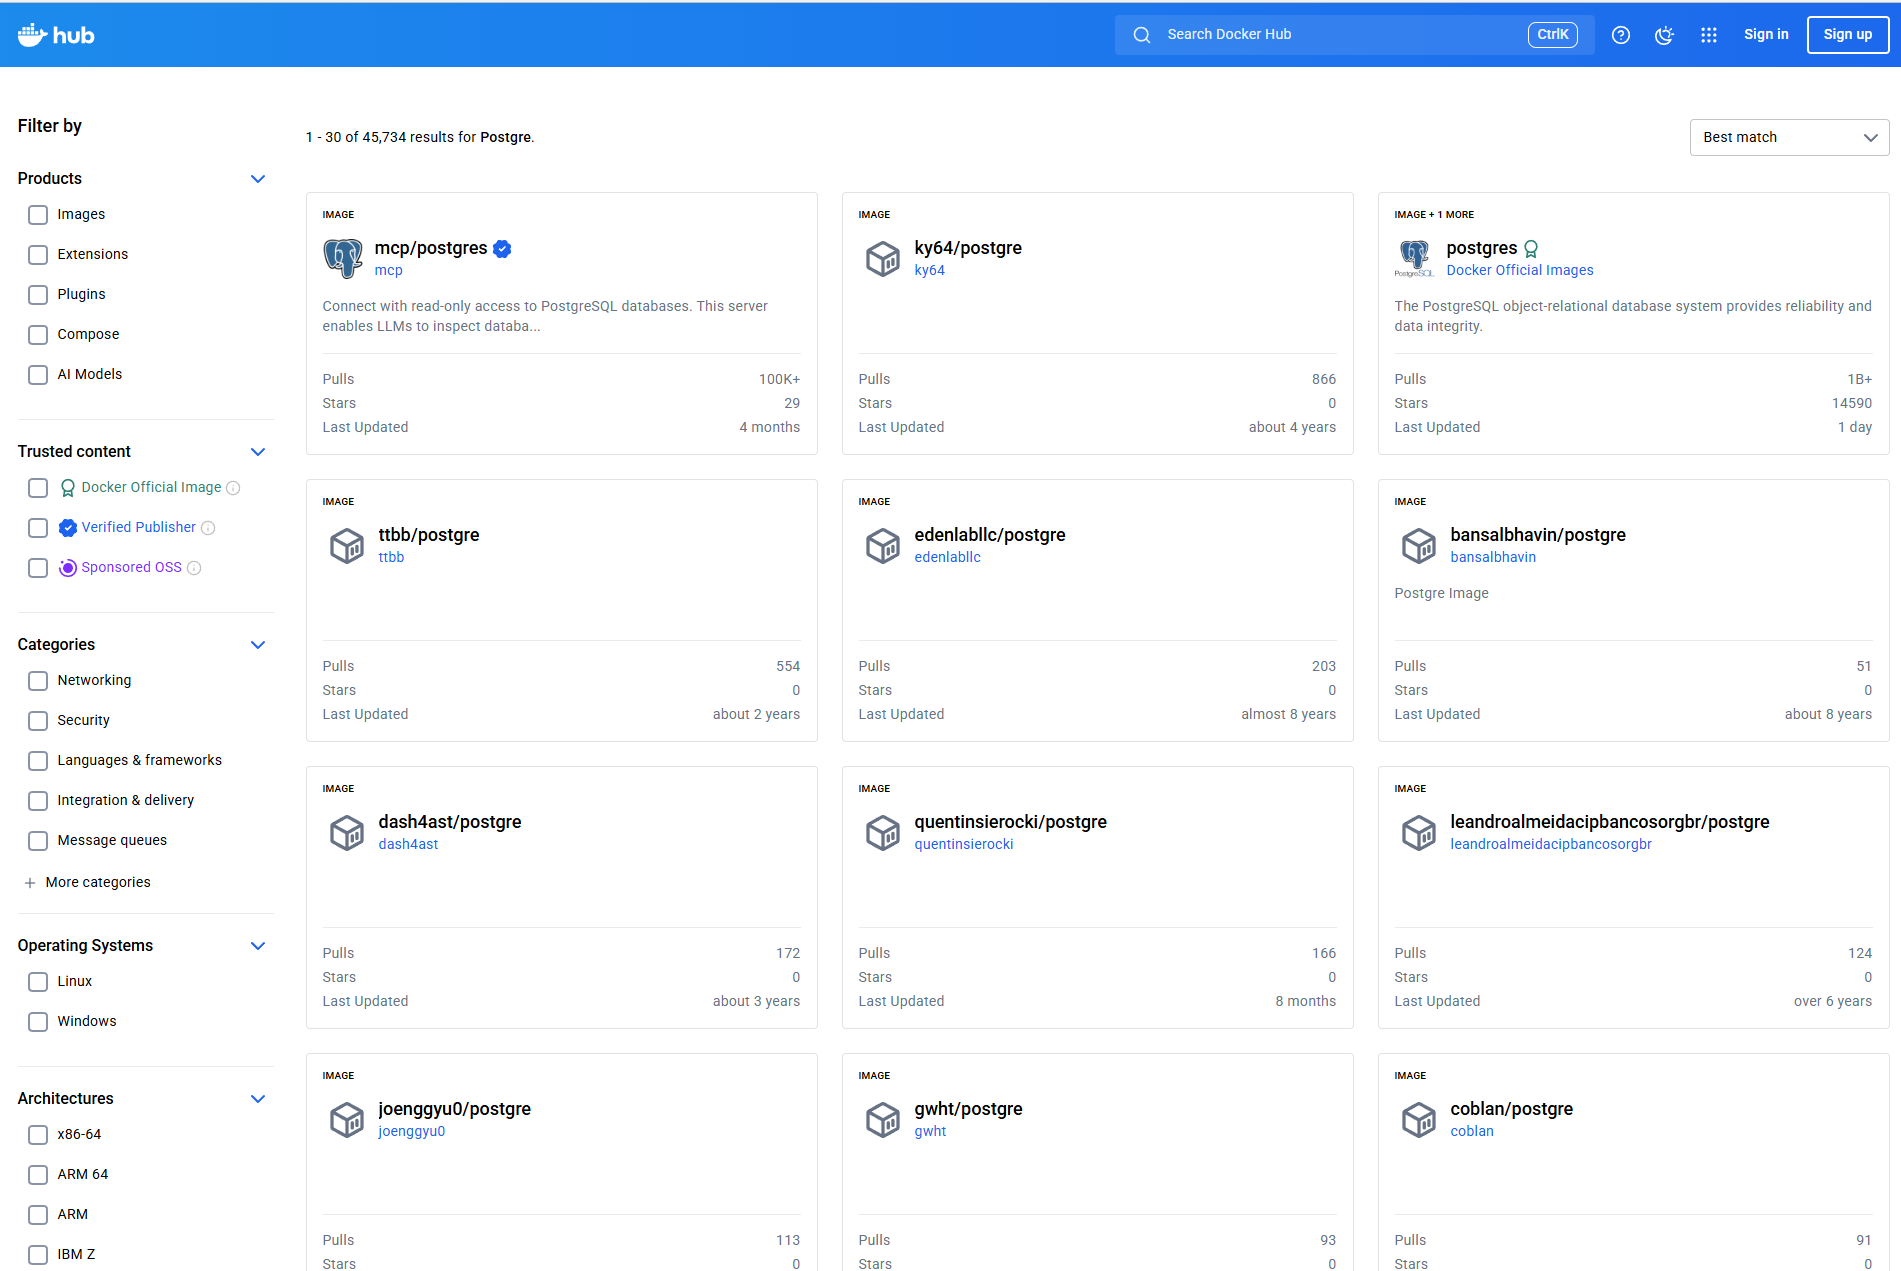 hub
Search Docker Hub
CtrlK
Sign in
Sign up
Filter by
Products
Images
Extensions
Plugins
Compose
AI Models
Trusted content
Docker Official Image
Verified Publisher
Sponsored OSS
Categories
Networking
Security
Languages & frameworks
Integration & delivery
Message queues
+ More categories
Operating Systems
Linux
Windows
Architectures
x86-64
ARM 64
ARM
IBM Z
1 - 30 of 45,734 results for Postgre.
Best match
IMAGE
mcp/postgres
mcp
Connect with read-only access to PostgreSQL databases. This server
enables LLMs to inspect databa...
Pulls 100K+
Stars 29
Last Updated 4 months
IMAGE
ky64/postgre
ky64
Pulls 866
Stars 0
Last Updated about 4 years
IMAGE + 1 MORE
PostgreSQL
postgres
Docker Official Images
The PostgreSQL object-relational database system provides reliability and
data integrity.
Pulls 1B+
Stars 14590
Last Updated 1 day
IMAGE
ttbb/postgre
ttbb
Pulls 554
Stars 0
Last Updated about 2 years
IMAGE
edenlabllc/postgre
edenlabllc
Pulls 203
Stars 0
Last Updated almost 8 years
IMAGE
bansalbhavin/postgre
bansalbhavin
Postgre Image
Pulls 51
Stars 0
Last Updated about 8 years
IMAGE
dash4ast/postgre
dash4ast
Pulls 172
Stars 0
Last Updated about 3 years
IMAGE
quentinsierocki/postgre
quentinsierocki
Pulls 166
Stars 0
Last Updated 8 months
IMAGE
leandroalmeidacipbancosorgbr/postgre
leandroalmeidacipbancosorgbr
Pulls 124
Stars 0
Last Updated over 6 years
IMAGE
joenggyu0/postgre
joenggyu0
Pulls 113
Stars 0
IMAGE
gwht/postgre
gwht
Pulls 93
Stars 0
IMAGE
coblan/postgre
coblan
Pulls 91
Stars 0